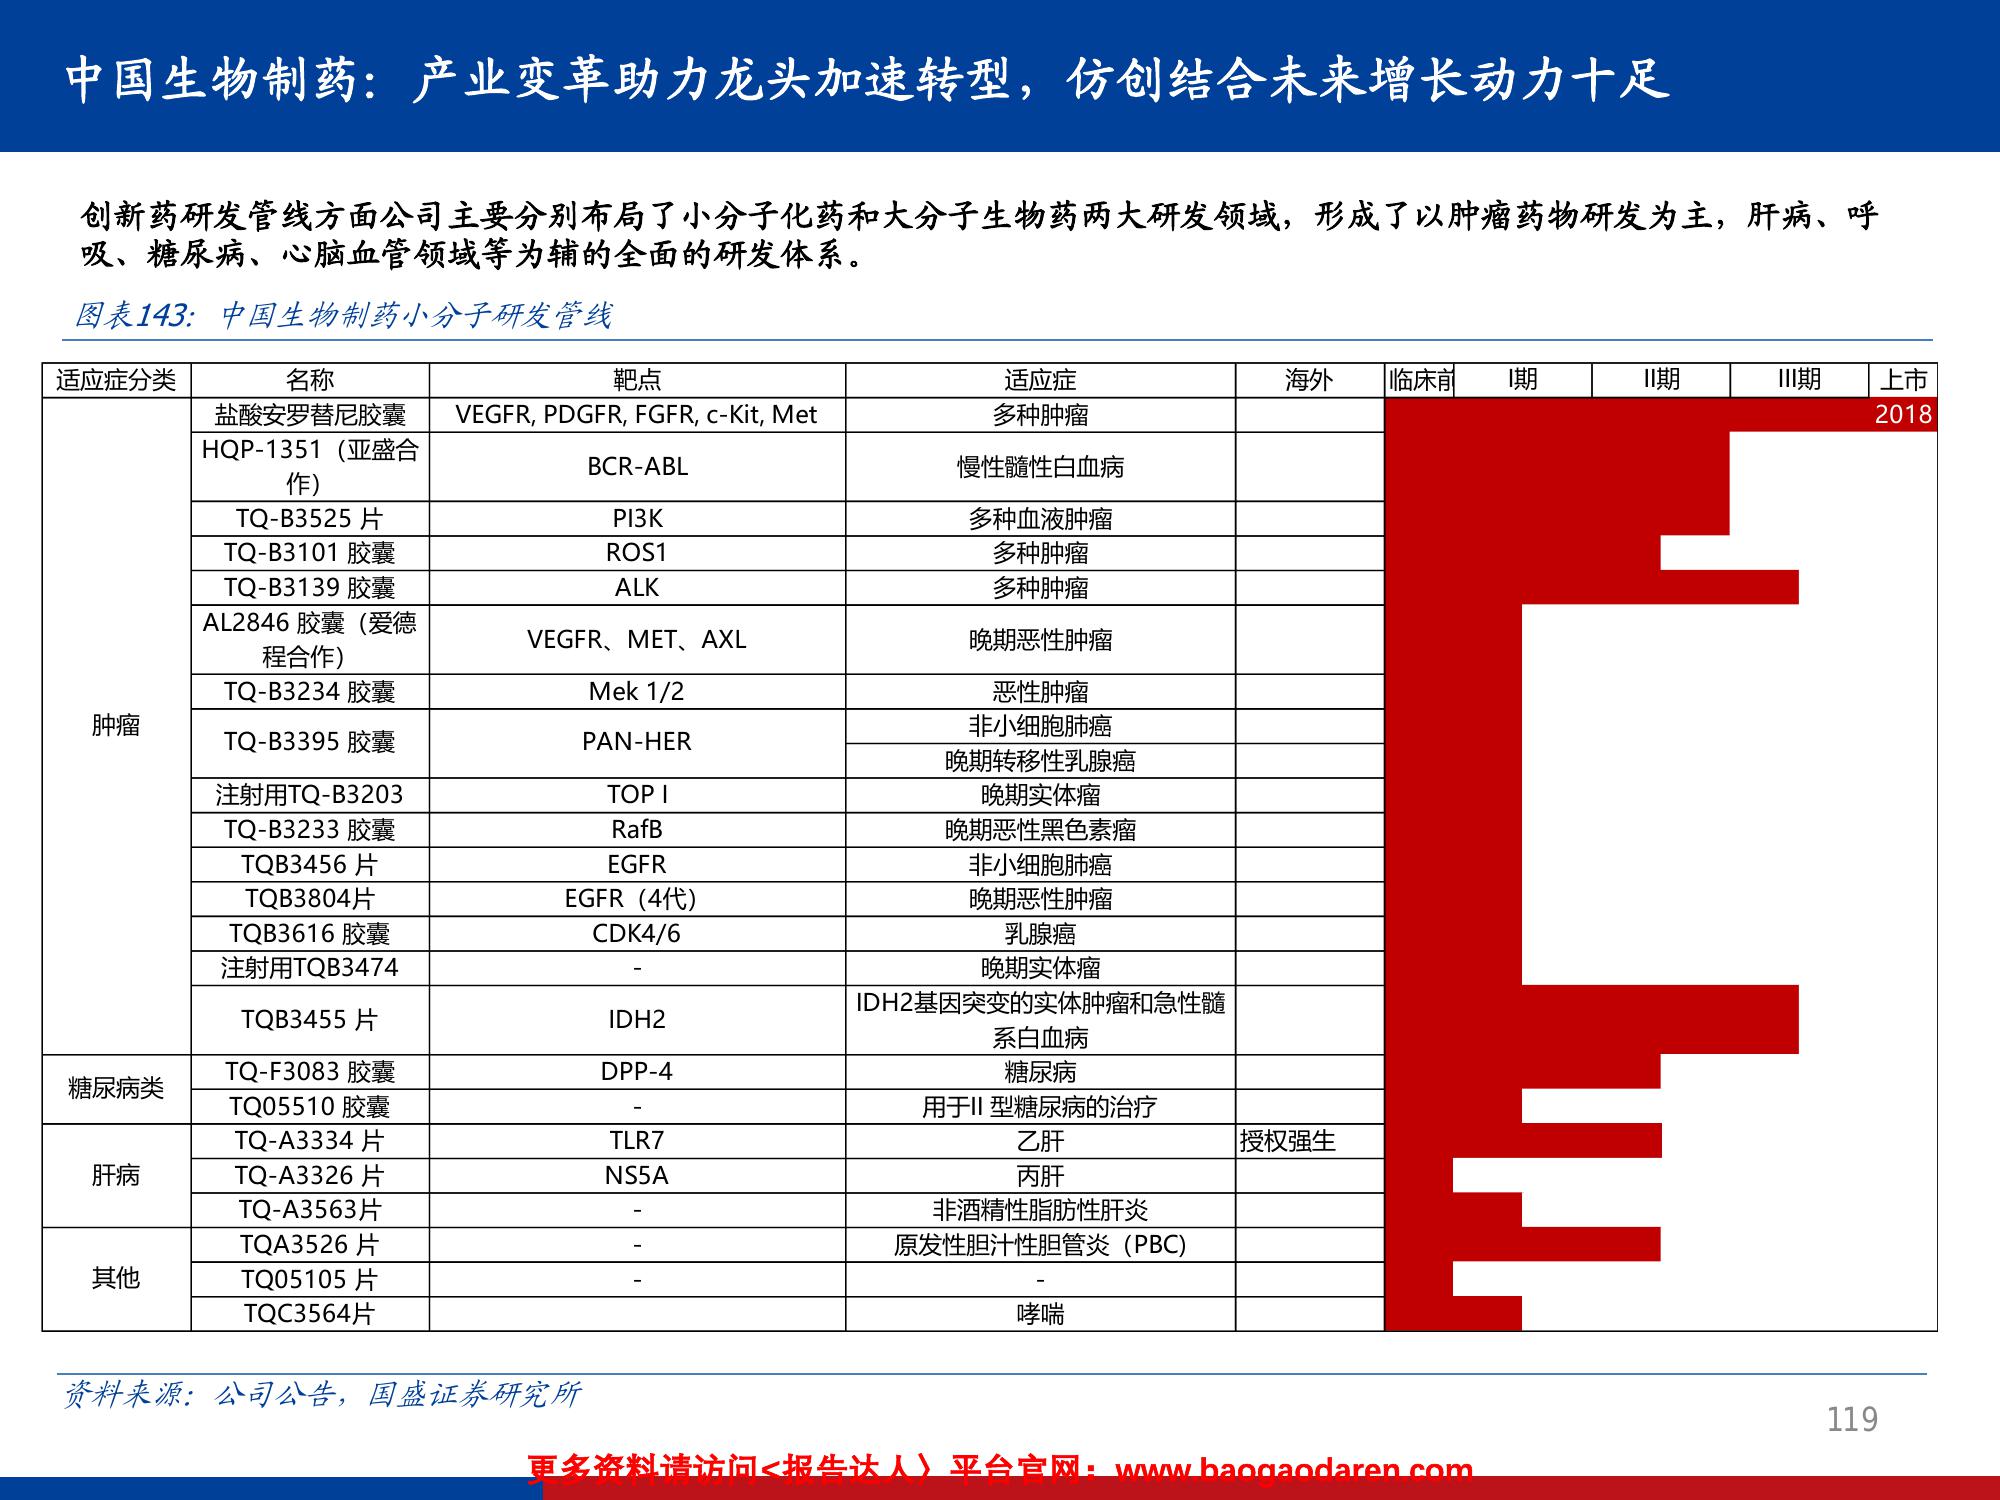 中国生物制药：产业变革助力龙头加速转型，仿创结合未来增长动力十足
创新药研发管线方面公司主要分别布局了小分子化药和大分子生物药两大研发领域，形成了以肿瘤药物研发为主，肝病、呼
吸、糖尿病、心脑血管领域等为辅的全面的研发体系。
图表143：中国生物制药小分子研发管线
适应症分类 名称 靶点 适应症 海外 临床前 I期 II期 III期 上市
肿瘤
盐酸安罗替尼胶囊 VEGFR, PDGFR, FGFR, c-Kit, Met 多种肿瘤 2018
HQP-1351（亚盛合
作） BCR-ABL 慢性髓性白血病
TQ-B3525 片 PI3K 多种血液肿瘤
TQ-B3101 胶囊 ROS1 多种肿瘤
TQ-B3139 胶囊 ALK 多种肿瘤
AL2846 胶囊（爱德
程合作） VEGFR、MET、AXL 晚期恶性肿瘤
TQ-B3234 胶囊 Mek 1/2 恶性肿瘤
TQ-B3395 胶囊 PAN-HER 非小细胞肺癌
晚期转移性乳腺癌
注射用TQ-B3203 TOP I 晚期实体瘤
TQ-B3233 胶囊 RafB 晚期恶性黑色素瘤
TQB3456 片 EGFR 非小细胞肺癌
TQB3804片 EGFR（4代） 晚期恶性肿瘤
TQB3616 胶囊 CDK4/6 乳腺癌
注射用TQB3474 - 晚期实体瘤
TQB3455 片 IDH2 IDH2基因突变的实体肿瘤和急性髓
系白血病
糖尿病类
TQ-F3083 胶囊 DPP-4 糖尿病
TQ05510 胶囊 - 用于II 型糖尿病的治疗
肝病
TQ-A3334 片 TLR7 乙肝 授权强生
TQ-A3326 片 NS5A 丙肝
TQ-A3563片 - 非酒精性脂肪性肝炎
其他
TQA3526 片 - 原发性胆汁性胆管炎（PBC）
TQ05105 片 - -
TQC3564片 哮喘
资料来源：公司公告，国盛证券研究所
119
更多资料请访问<报告达人〉平台官网：www.baogaodaren.com